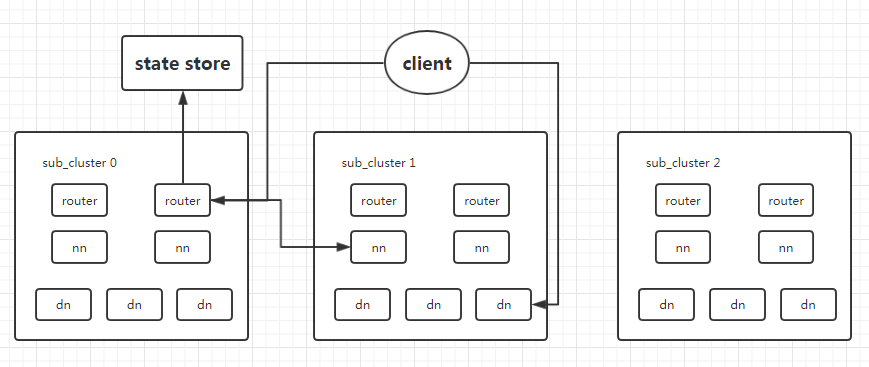 state store
client
sub_cluster 0
router
router
nn
nn
dn
dn
dn
sub_cluster 1
router
router
nn
nn
dn
dn
dn
sub_cluster 2
router
router
nn
nn
dn
dn
dn